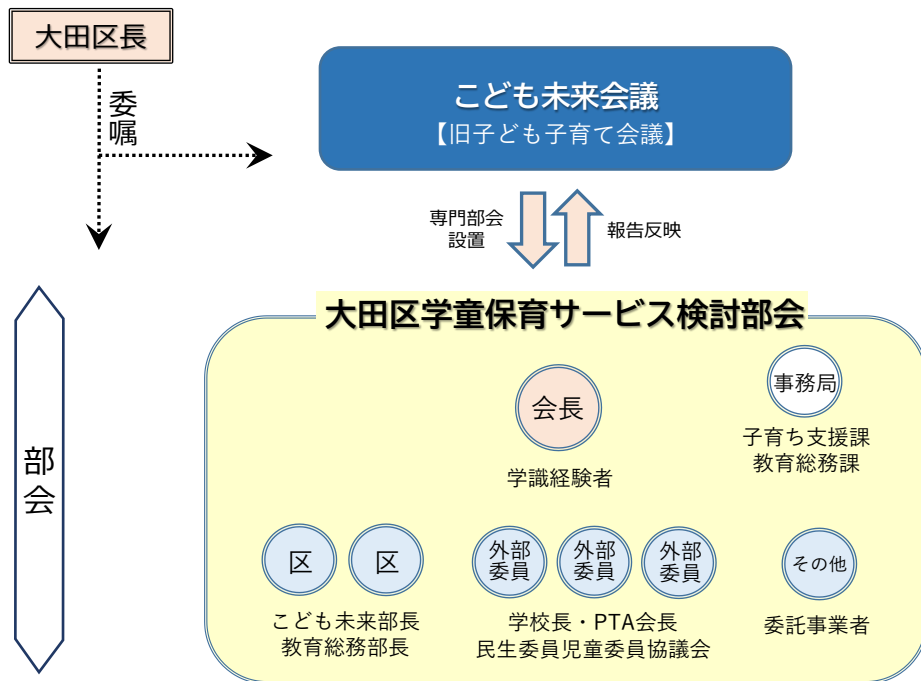 大田区長
委嘱
こども未来会議
【旧子ども子育て会議】
専門部会
設置
報告反映
部会
大田区学童保育サービス検討部会
会長
学識経験者
事務局
子育ち支援課
教育総務課
区
区
こども未来部長
教育総務部長
外部
委員
外部
委員
外部
委員
学校長・PTA会長
民生委員児童委員協議会
その他
委託事業者